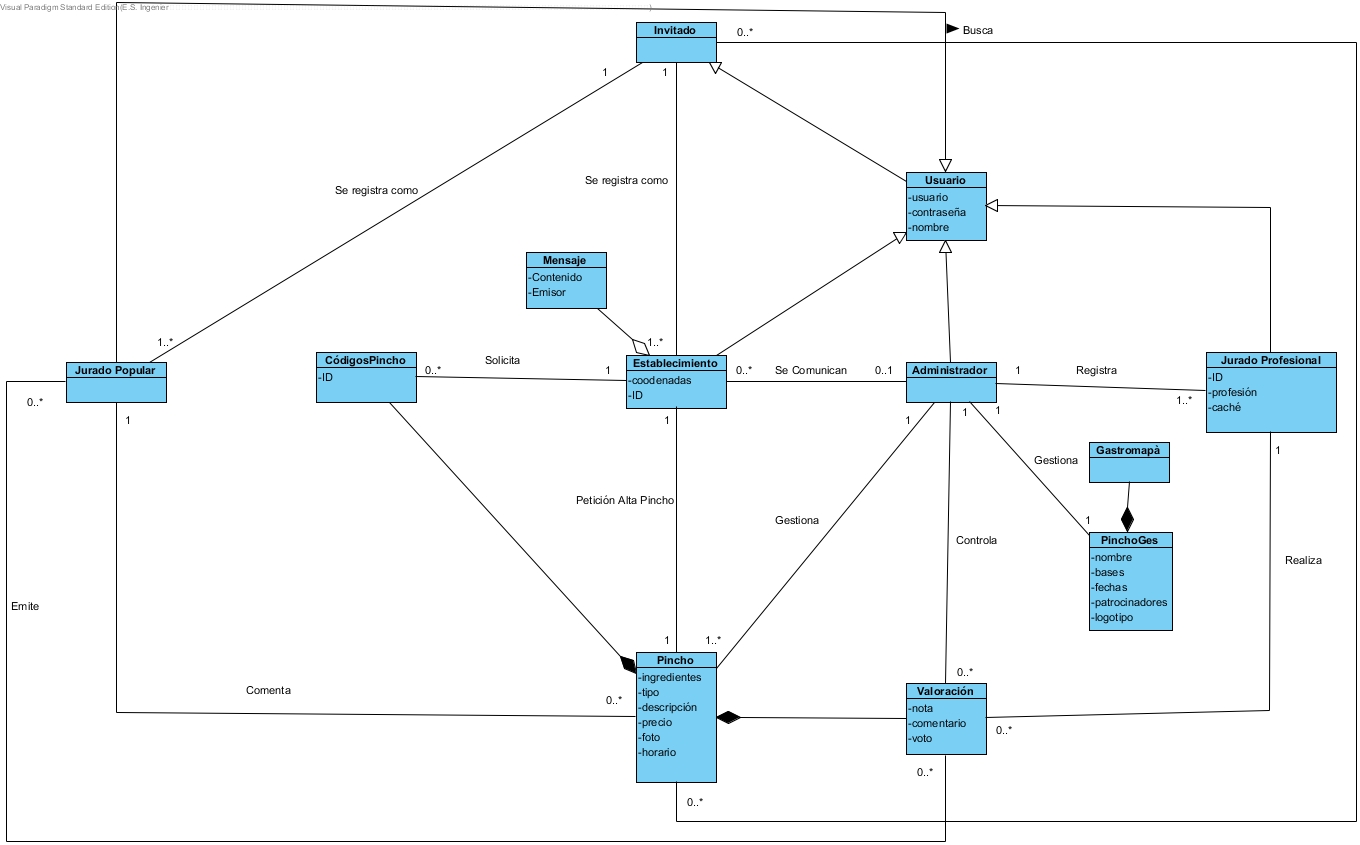 Visual Paradigm Standard Edition(E.S. Ingenier
)
Invitado
0..*
Busca
1
1
Se registra como
Se registra como
Usuario
-usuario
-contraseña
-nombre
Mensaje
-Contenido
-Emisor
1..*
1..*
Jurado Popular
0..*
1
CódigosPincho
-ID
0..*
Solicita
1
Establecimiento
-coodenadas
-ID
1
0..*
Se Comunican
0..1
Administrador
1
1
1
1
Registra
1..*
Jurado Profesional
-ID
-profesión
-caché
1
Gastromapà
Gestiona
1
PinchoGes
-nombre
-bases
-fechas
-patrocinadores
-logotipo
Petición Alta Pincho
Gestiona
Controla
Realiza
Emite
1
1..*
Pincho
-ingredientes
-tipo
-descripción
-precio
-foto
-horario
Comenta
0..*
0..*
Valoración
-nota
-comentario
-voto
0..*
0..*
0..*